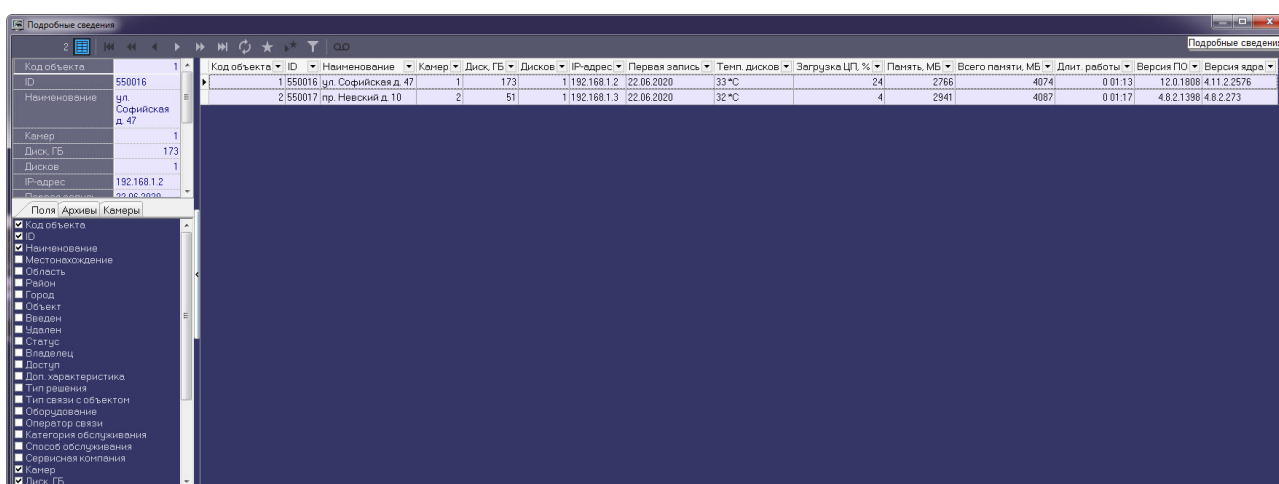 Подробные сведения
2
Подробные сведения
Код объекта 1
ID 550016
Наименование ул. Софийская д. 47
Камер 1
Диск, ГБ 173
Дисков 1
IP-адрес 192.168.1.2
Первая запись 22.06.2020
Поля Архивы Камеры
Код объекта
ID
Наименование
Местонахождение
Область
Район
Город
Объект
Введен
Удален
Статус
Владелец
Доступ
Доп. характеристика
Тип решения
Тип связи с объектом
Оборудование
Оператор связи
Категория обслуживания
Способ обслуживания
Сервисная компания
Камер
Диск, ГБ
Код объекта ID Наименование Камер Диск, ГБ Дисков IP-адрес Первая запись Темп. дисков Загрузка ЦП, % Память, МБ Всего памяти, МБ Длит. работы Версия ПО Версия ядра
1 550016 ул. Софийская д. 47 1 173 1 192.168.1.2 22.06.2020 33 °C 24 2766 4074 0 01:13 12.0.1808 4.11.2.2576
2 550017 пр. Невский д. 10 2 51 1 192.168.1.3 22.06.2020 32 °C 4 2941 4087 0 01:17 4.8.2.1398 4.8.2.273